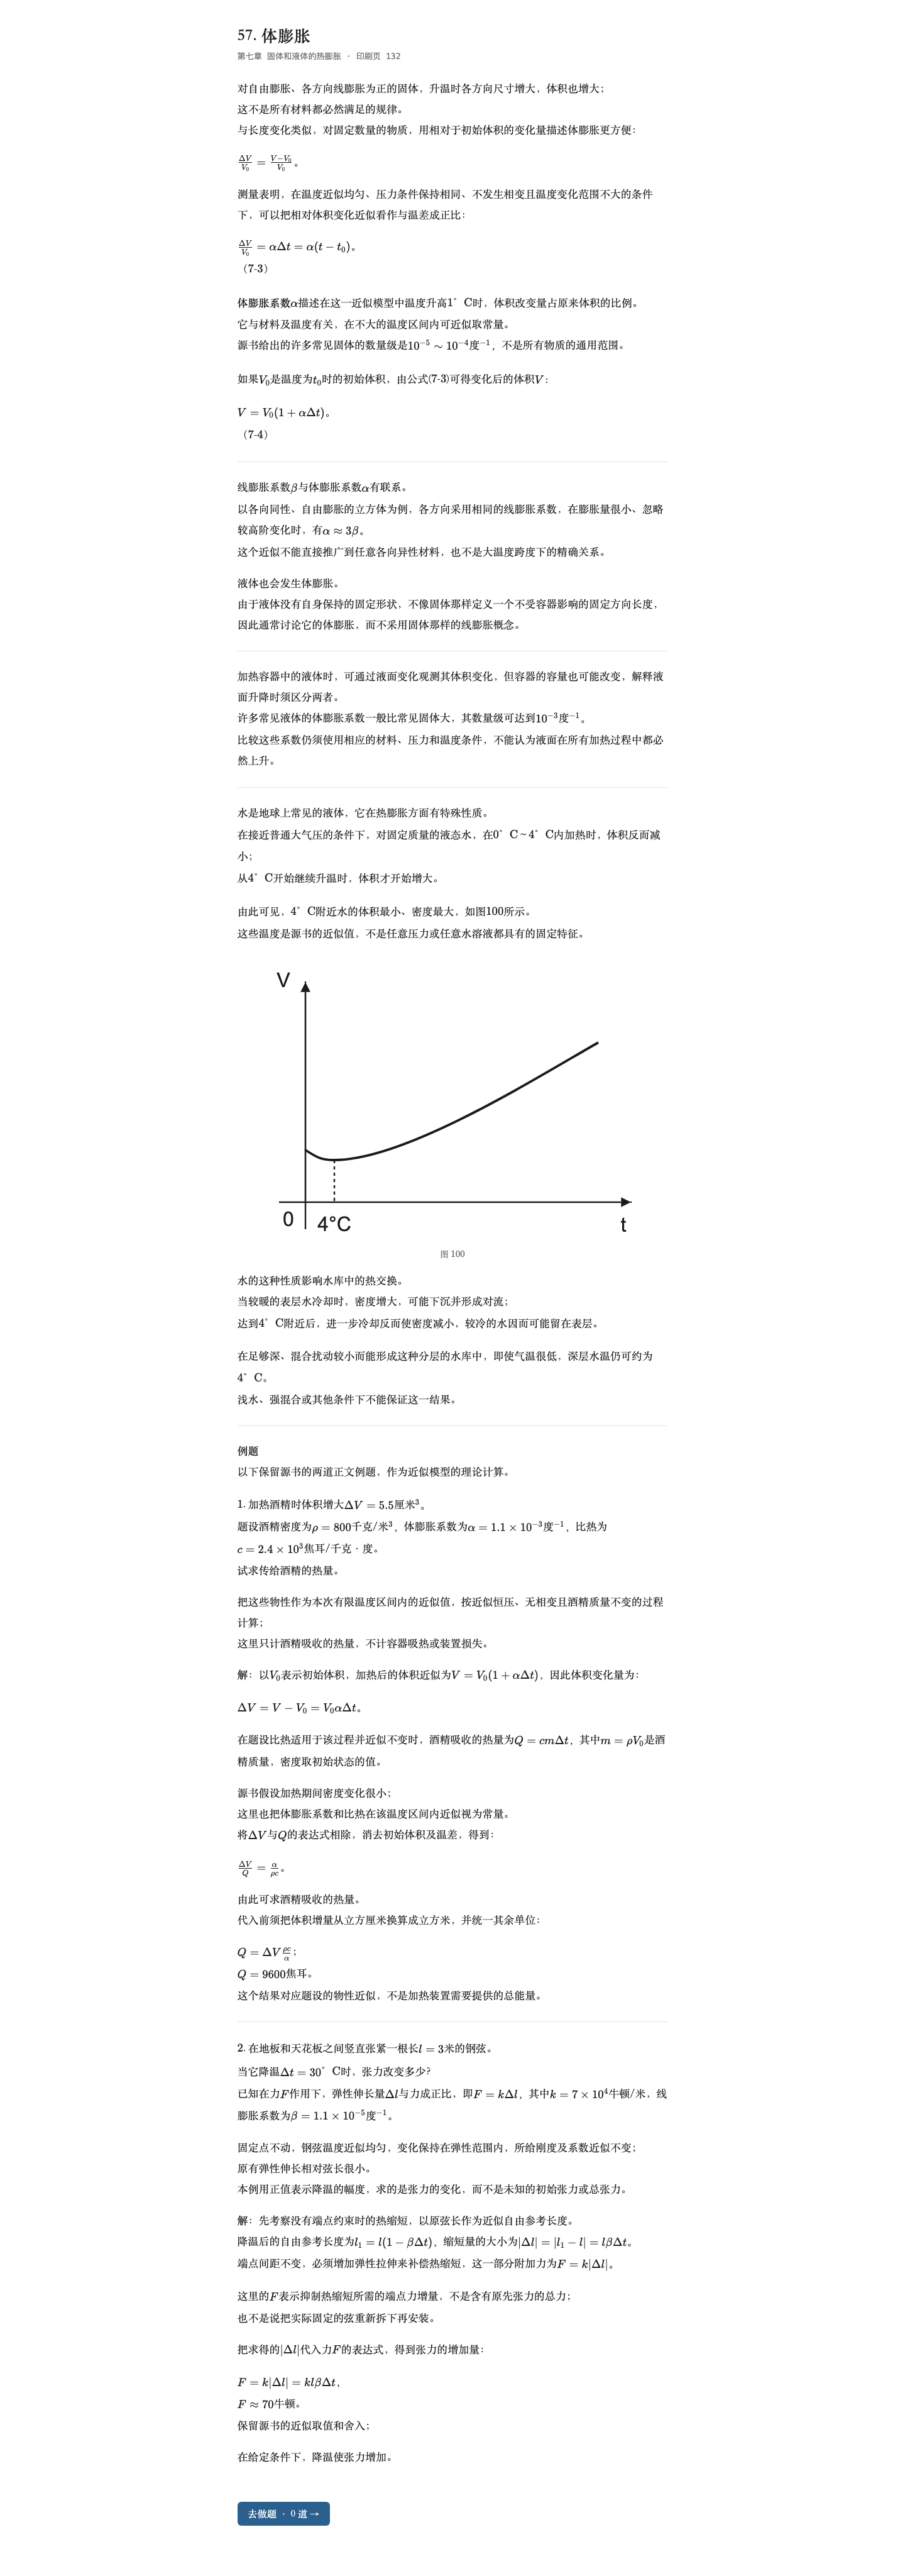 57. 体膨胀
第七章 固体和液体的热膨胀 · 印刷页 132
对自由膨胀、各方向线膨胀为正的固体，升温时各方向尺寸增大，体积也增大；
这不是所有材料都必然满足的规律。
与长度变化类似，对固定数量的物质，用相对于初始体积的变化量描述体膨胀更方便：
ΔV/V₀ = (V−V₀)/V₀。
测量表明，在温度近似均匀、压力条件保持相同、不发生相变且温度变化范围不大的条件
下，可以把相对体积变化近似看作与温差成正比：
ΔV/V₀ = αΔt = α(t − t₀)。
（7-3）
体膨胀系数α描述在这一近似模型中温度升高1° C时，体积改变量占原来体积的比例。
它与材料及温度有关，在不大的温度区间内可近似取常量。
源书给出的许多常见固体的数量级是10⁻⁵ ∼ 10⁻⁴度⁻¹，不是所有物质的通用范围。
如果V₀是温度为t₀时的初始体积，由公式(7-3)可得变化后的体积V：
V = V₀(1 + αΔt)。
（7-4）
线膨胀系数β与体膨胀系数α有联系。
以各向同性、自由膨胀的立方体为例，各方向采用相同的线膨胀系数，在膨胀量很小、忽略
较高阶变化时，有α ≈ 3β。
这个近似不能直接推广到任意各向异性材料，也不是大温度跨度下的精确关系。
液体也会发生体膨胀。
由于液体没有自身保持的固定形状，不像固体那样定义一个不受容器影响的固定方向长度，
因此通常讨论它的体膨胀，而不采用固体那样的线膨胀概念。
加热容器中的液体时，可通过液面变化观测其体积变化，但容器的容量也可能改变，解释液
面升降时须区分两者。
许多常见液体的体膨胀系数一般比常见固体大，其数量级可达到10⁻³度⁻¹。
比较这些系数仍须使用相应的材料、压力和温度条件，不能认为液面在所有加热过程中都必
然上升。
水是地球上常见的液体，它在热膨胀方面有特殊性质。
在接近普通大气压的条件下，对固定质量的液态水，在0° C～4° C内加热时，体积反而减
小；
从4° C开始继续升温时，体积才开始增大。
由此可见，4° C附近水的体积最小、密度最大，如图100所示。
这些温度是源书的近似值，不是任意压力或任意水溶液都具有的固定特征。
V
0 4°C t
图 100
水的这种性质影响水库中的热交换。
当较暖的表层水冷却时，密度增大，可能下沉并形成对流；
达到4° C附近后，进一步冷却反而使密度减小，较冷的水因而可能留在表层。
在足够深、混合扰动较小而能形成这种分层的水库中，即使气温很低，深层水温仍可约为
4° C。
浅水、强混合或其他条件下不能保证这一结果。
例题
以下保留源书的两道正文例题，作为近似模型的理论计算。
1. 加热酒精时体积增大ΔV = 5.5厘米³。
题设酒精密度为ρ = 800千克/米³，体膨胀系数为α = 1.1 × 10⁻³度⁻¹，比热为
c = 2.4 × 10³焦耳/千克 · 度。
试求传给酒精的热量。
把这些物性作为本次有限温度区间内的近似值，按近似恒压、无相变且酒精质量不变的过程
计算；
这里只计酒精吸收的热量，不计容器吸热或装置损失。
解：以V₀表示初始体积，加热后的体积近似为V = V₀(1 + αΔt)，因此体积变化量为：
ΔV = V − V₀ = V₀αΔt。
在题设比热适用于该过程并近似不变时，酒精吸收的热量为Q = cmΔt，其中m = ρV₀是酒
精质量，密度取初始状态的值。
源书假设加热期间密度变化很小；
这里也把体膨胀系数和比热在该温度区间内近似视为常量。
将ΔV与Q的表达式相除，消去初始体积及温差，得到：
ΔV/Q = α/ρc。
由此可求酒精吸收的热量。
代入前须把体积增量从立方厘米换算成立方米，并统一其余单位：
Q = ΔV ρc/α；
Q = 9600焦耳。
这个结果对应题设的物性近似，不是加热装置需要提供的总能量。
2. 在地板和天花板之间竖直张紧一根长l = 3米的钢弦。
当它降温Δt = 30° C时，张力改变多少？
已知在力F作用下，弹性伸长量Δl与力成正比，即F = kΔl，其中k = 7 × 10⁴牛顿/米，线
膨胀系数为β = 1.1 × 10⁻⁵度⁻¹。
固定点不动，钢弦温度近似均匀，变化保持在弹性范围内，所给刚度及系数近似不变；
原有弹性伸长相对弦长很小。
本例用正值表示降温的幅度，求的是张力的变化，而不是未知的初始张力或总张力。
解：先考察没有端点约束时的热缩短，以原弦长作为近似自由参考长度。
降温后的自由参考长度为l₁ = l(1 − βΔt)，缩短量的大小为|Δl| = |l₁ − l| = lβΔt。
端点间距不变，必须增加弹性拉伸来补偿热缩短，这一部分附加力为F = k|Δl|。
这里的F表示抑制热缩短所需的端点力增量，不是含有原先张力的总力；
也不是说把实际固定的弦重新拆下再安装。
把求得的|Δl|代入力F的表达式，得到张力的增加量：
F = k|Δl| = klβΔt，
F ≈ 70牛顿。
保留源书的近似取值和舍入；
在给定条件下，降温使张力增加。
去做题 · 0 道 →